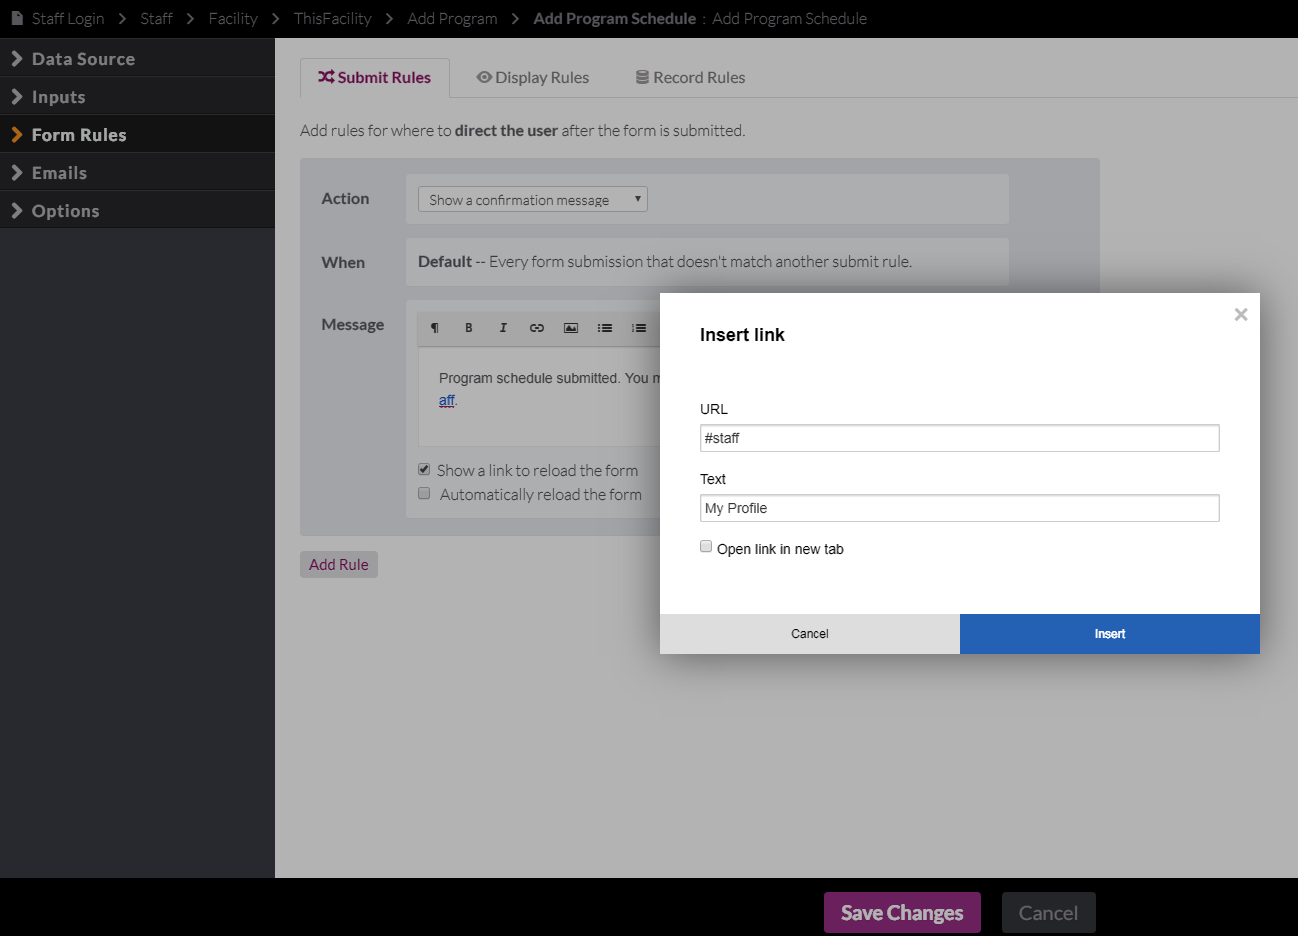 Staff Login > Staff > Facility > ThisFacility > Add Program > Add Program Schedule : Add Program Schedule
Data Source
Inputs
Form Rules
Emails
Options
Submit Rules Display Rules Record Rules
Add rules for where to direct the user after the form is submitted.
Action Show a confirmation message
When Default -- Every form submission that doesn't match another submit rule.
Message
B I
Program schedule submitted. You
aff.
Show a link to reload the form
Automatically reload the form
Add Rule
Insert link
URL
#staff
Text
My Profile
Open link in new tab
Cancel Insert
Save Changes Cancel